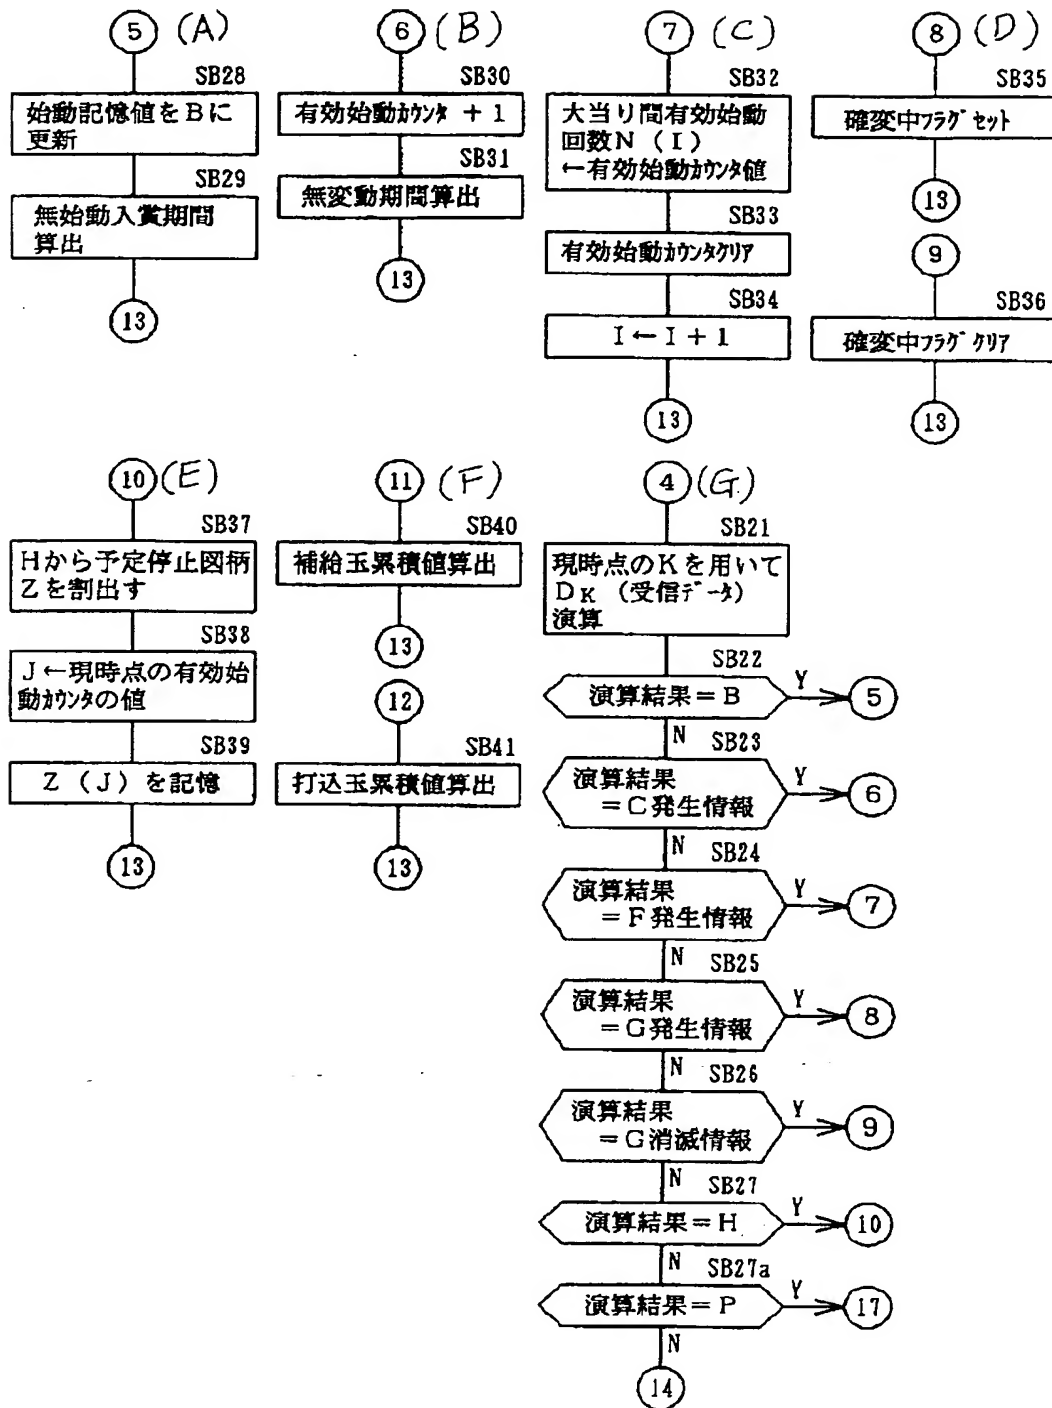 5 (A)
SB28
始動記憶値をBに
更新
SB29
無始動入賞期間
算出
13
6 (B)
SB30
有効始動カウンタ + 1
SB31
無変動期間算出
13
7 (C)
SB32
大当り間有効始動
回数N (I)
←有効始動カウンタ値
SB33
有効始動カウンタクリア
SB34
I←I+1
13
8 (D)
SB35
確変中フラグセット
13
9
SB36
確変中フラグクリア
13
10 (E)
SB37
Hから予定停止図柄
Zを割出す
SB38
J←現時点の有効始
動カウンタの値
SB39
Z (J) を記憶
13
11 (F)
SB40
補給玉累積値算出
13
12
SB41
打込玉累積値算出
13
4 (G)
SB21
現時点のKを用いて
DK (受信データ)
演算
SB22
演算結果=B Y 5
N SB23
演算結果
=C発生情報 Y 6
N SB24
演算結果
=F発生情報 Y 7
N SB25
演算結果
=G発生情報 Y 8
N SB26
演算結果
=G消滅情報 Y 9
N SB27
演算結果=H Y 10
N SB27a
演算結果=P Y 17
N
14